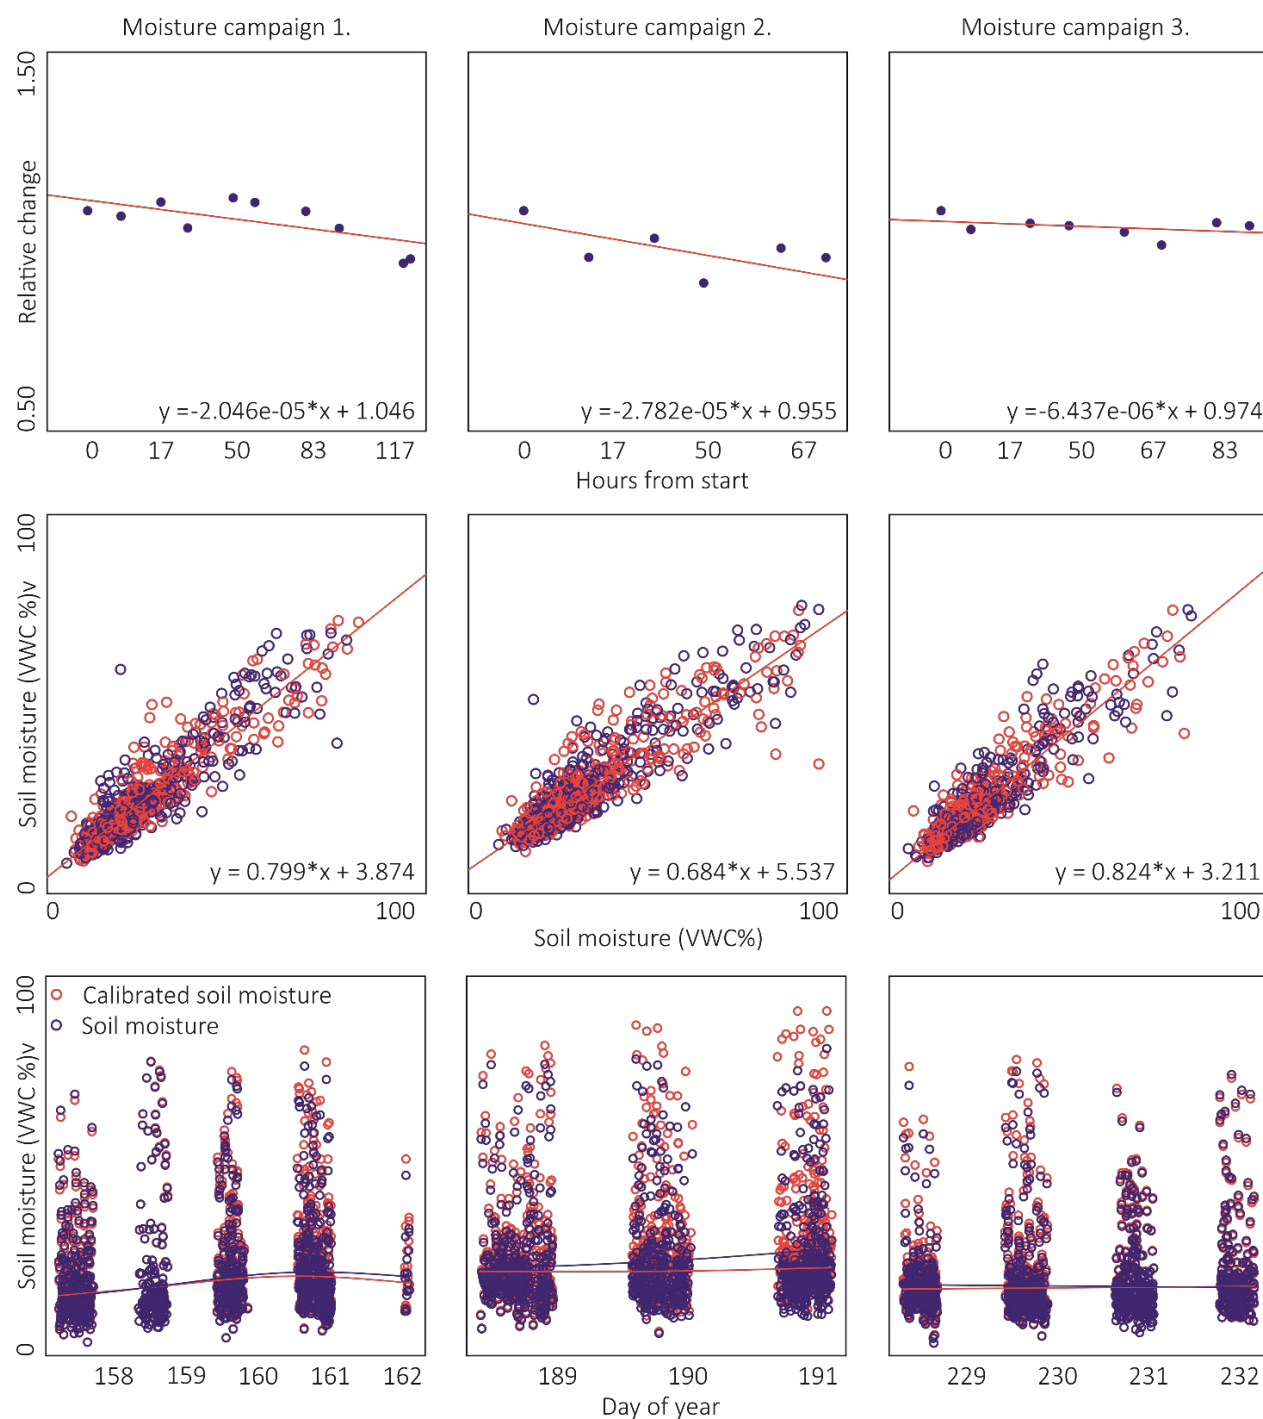 Moisture campaign 1.
Moisture campaign 2.
Moisture campaign 3.
1.50
Relative change
0.50
y =-2.046e-05*x + 1.046
y =-2.782e-05*x + 0.955
y =-6.437e-06*x + 0.974
0 17 50 83 117
0 17 50 67
0 17 50 67 83
Hours from start
100
Soil moisture (VWC %)v
0
y = 0.799*x + 3.874
y = 0.684*x + 5.537
y = 0.824*x + 3.211
0 100
0 100
0 100
Soil moisture (VWC%)
100
Soil moisture (VWC %)v
0
Calibrated soil moisture
Soil moisture
158 159 160 161 162
189 190 191
229 230 231 232
Day of year